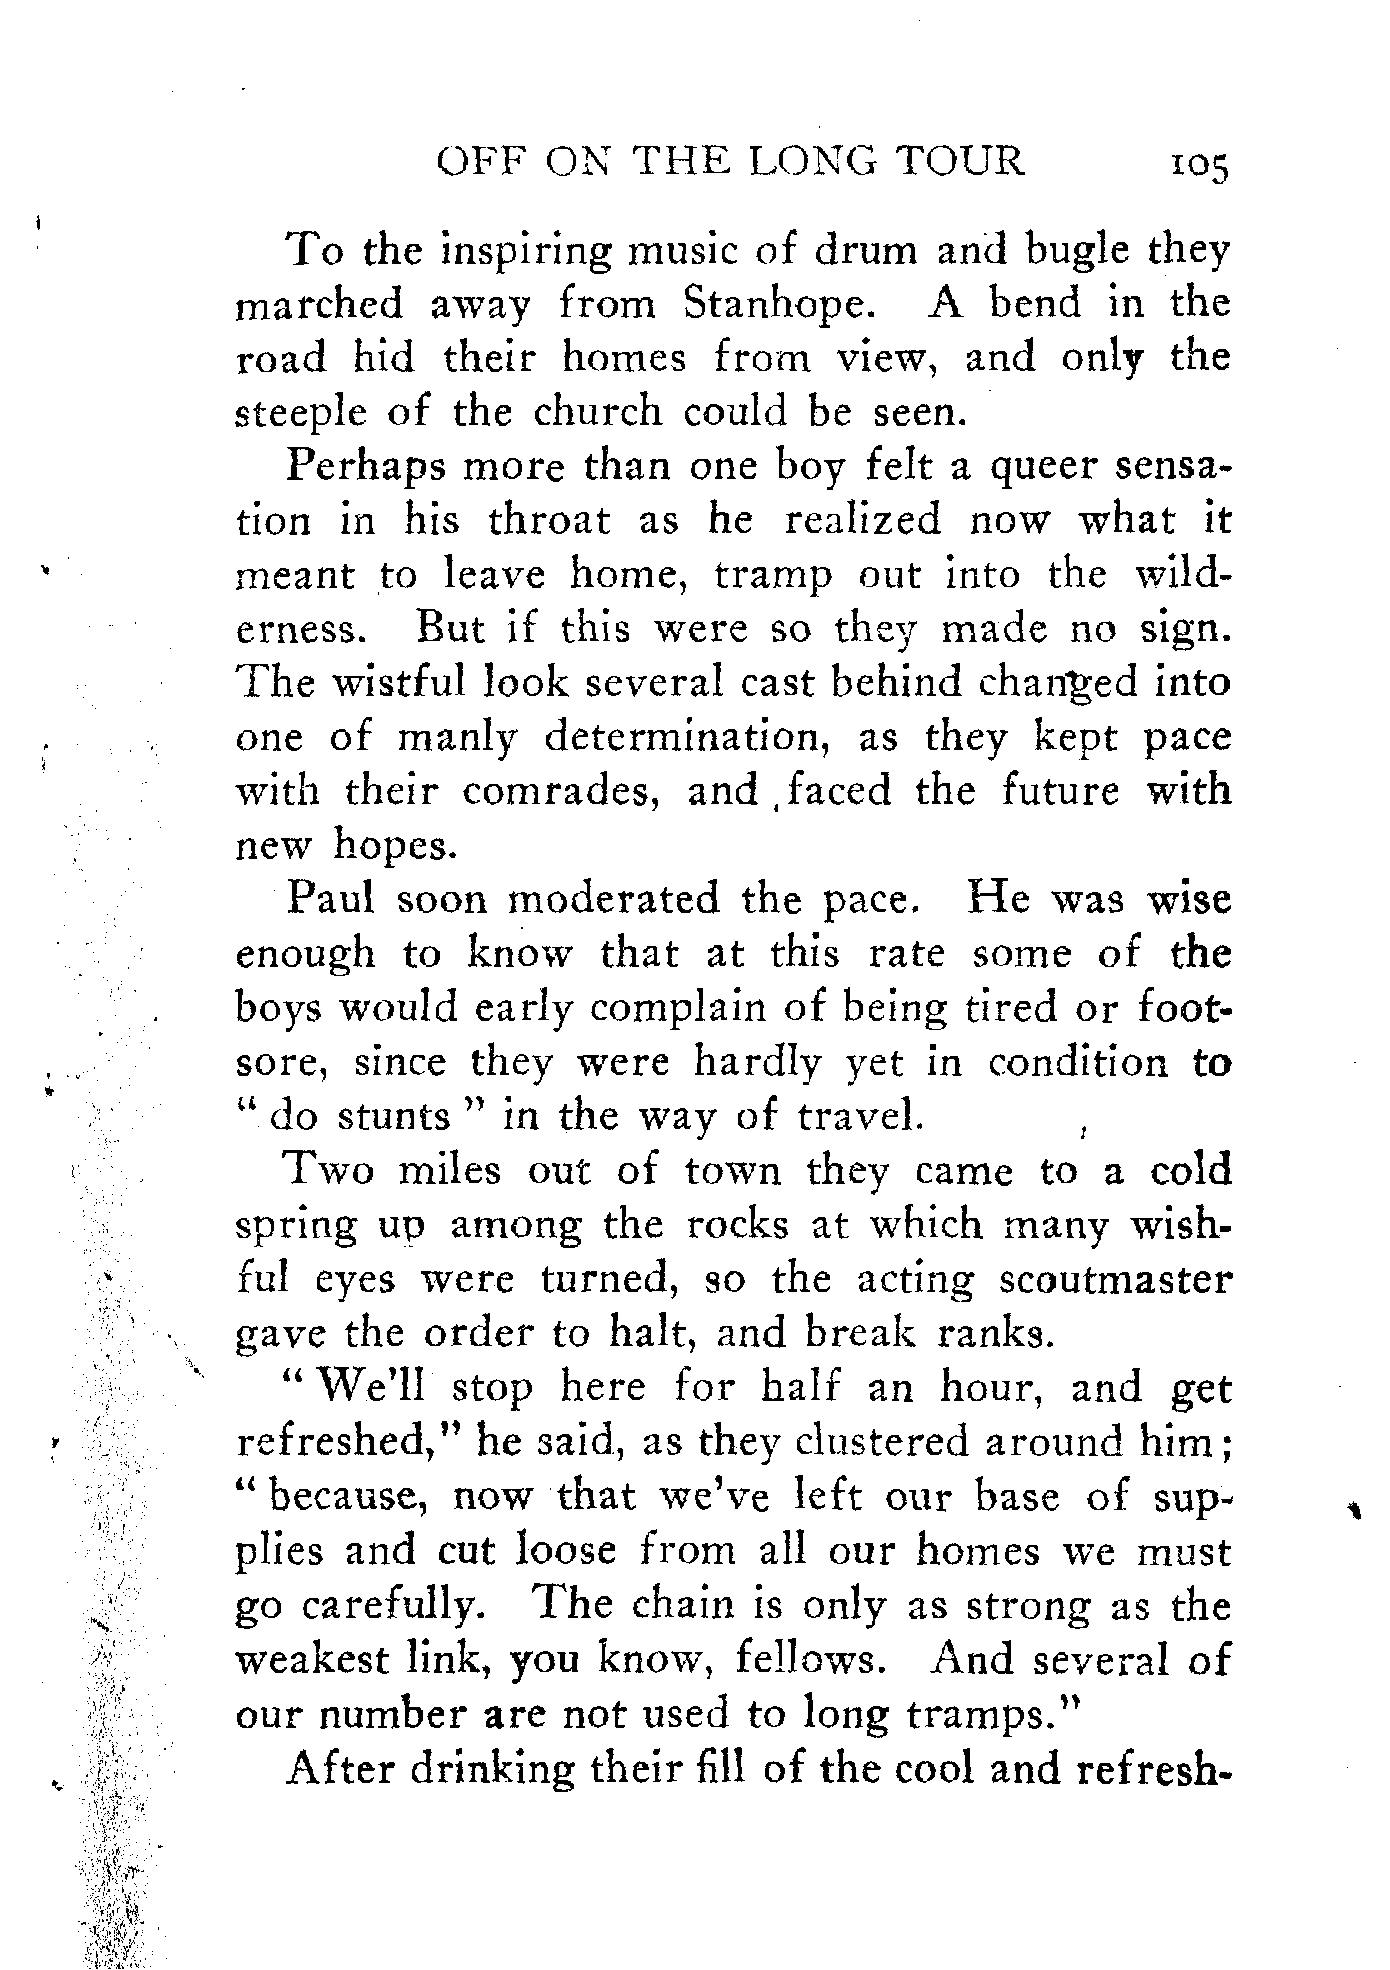 OFF ON THE LONG TOUR 105
To the inspiring music of drum and bugle they
marched away from Stanhope. A bend in the
road hid their homes from view, and only the
steeple of the church could be seen.
Perhaps more than one boy felt a queer sensa-
tion in his throat as he realized now what it
meant to leave home, tramp out into the wild-
erness. But if this were so they made no sign.
The wistful look several cast behind changed into
one of manly determination, as they kept pace
with their comrades, and faced the future with
new hopes.
Paul soon moderated the pace. He was wise
enough to know that at this rate some of the
boys would early complain of being tired or foot-
sore, since they were hardly yet in condition to
" do stunts " in the way of travel.
Two miles out of town they came to a cold
spring up among the rocks at which many wish-
ful eyes were turned, so the acting scoutmaster
gave the order to halt, and break ranks.
" We'll stop here for half an hour, and get
refreshed," he said, as they clustered around him;
" because, now that we've left our base of sup-
plies and cut loose from all our homes we must
go carefully. The chain is only as strong as the
weakest link, you know, fellows. And several of
our number are not used to long tramps."
After drinking their fill of the cool and refresh-